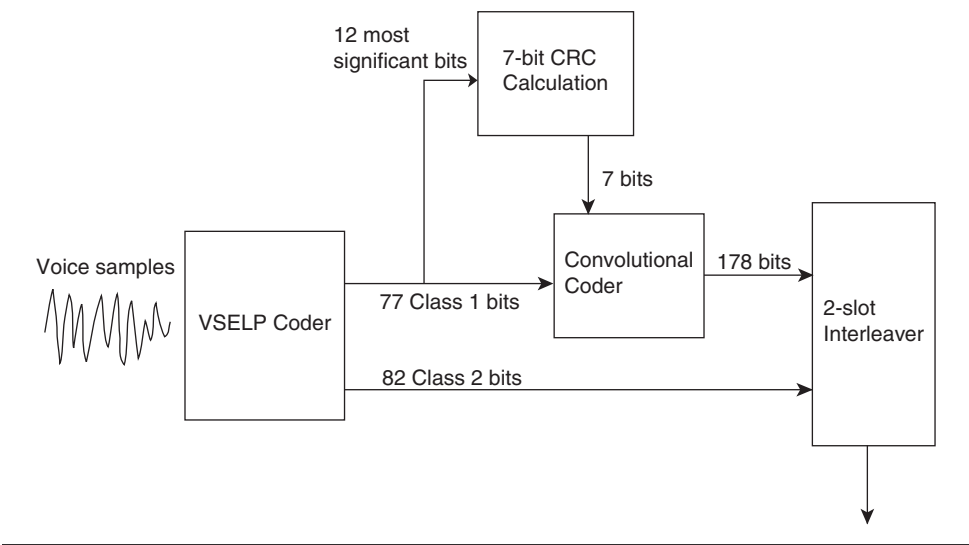 12 most
significant bits
7-bit CRC
Calculation
7 bits
Voice samples
VSELP Coder
77 Class 1 bits
Convolutional
Coder
178 bits
2-slot
Interleaver
82 Class 2 bits